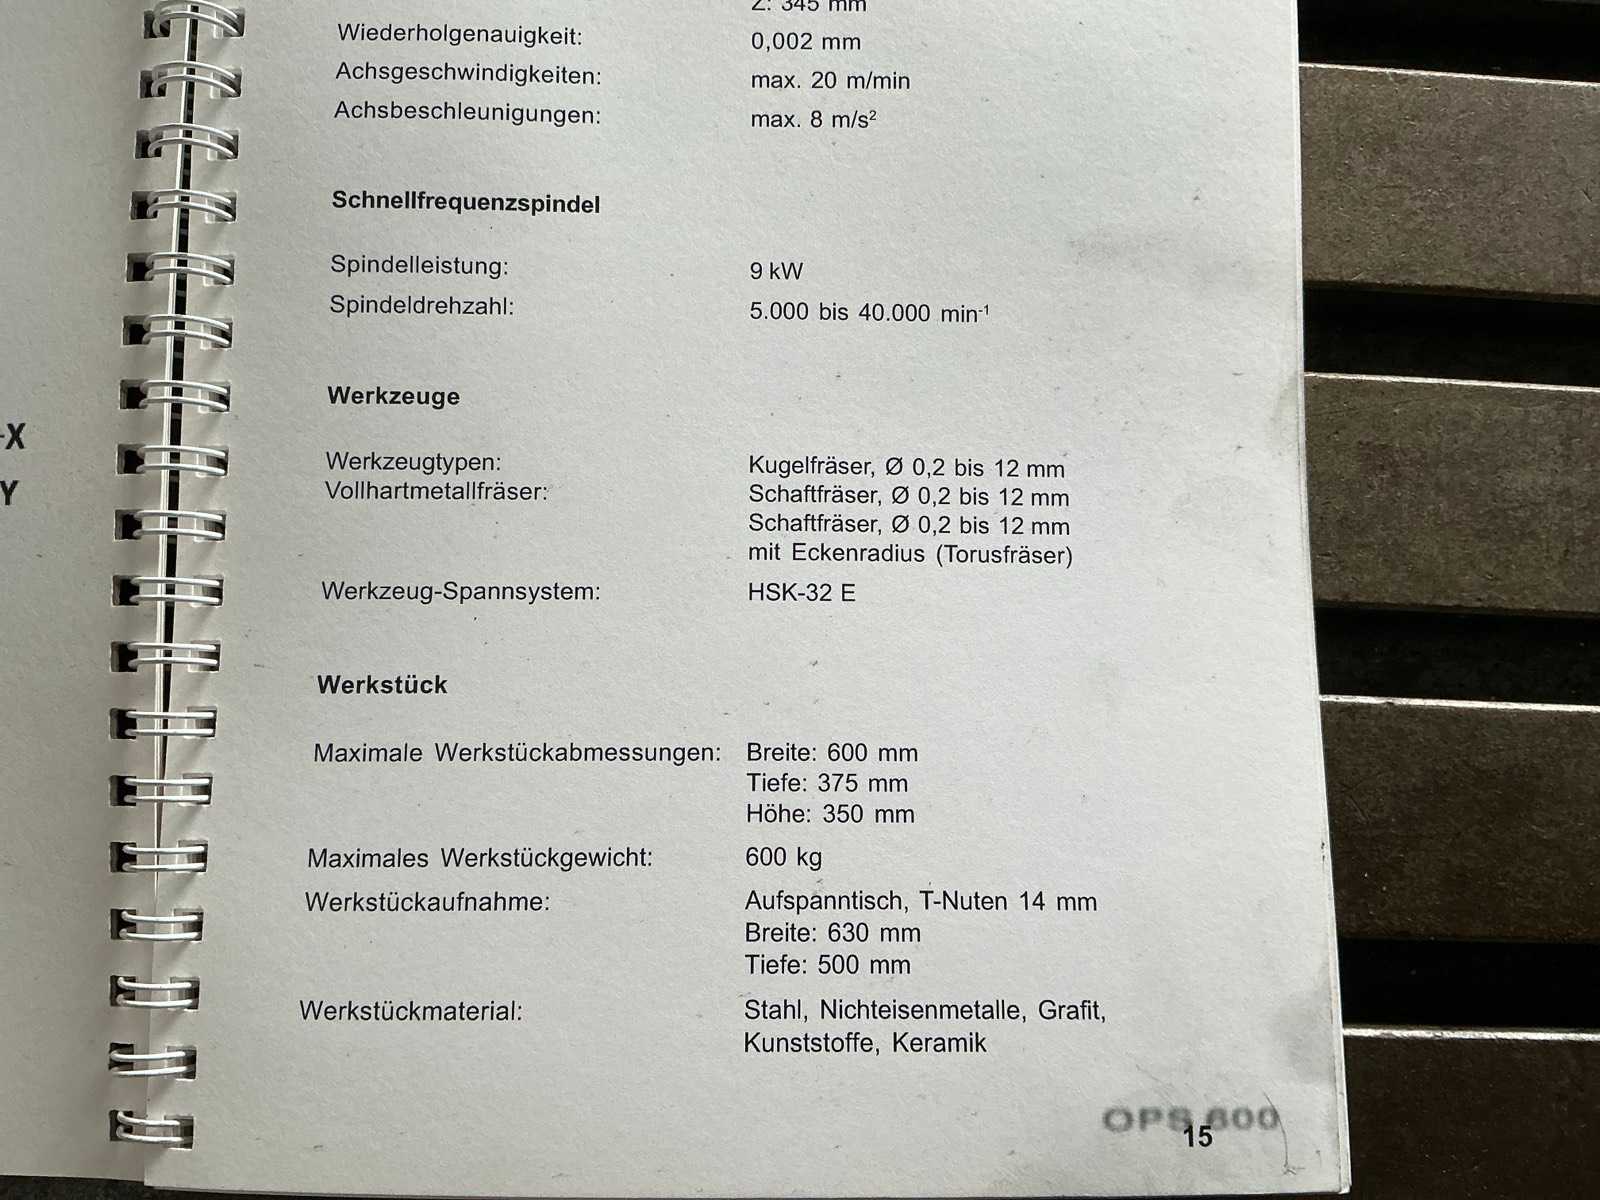 Z: 345 mm
Wiederholgenauigkeit: 0,002 mm
Achsgeschwindigkeiten: max. 20 m/min
Achsbeschleunigungen: max. 8 m/s²
Schnellfrequenzspindel
Spindelleistung: 9 kW
Spindeldrehzahl: 5.000 bis 40.000 min⁻¹
Werkzeuge
Werkzeugtypen: Kugelfräser, Ø 0,2 bis 12 mm
Vollhartmetallfräser: Schaftfräser, Ø 0,2 bis 12 mm
Schaftfräser, Ø 0,2 bis 12 mm
mit Eckenradius (Torusfräser)
Werkzeug-Spannsystem: HSK-32 E
Werkstück
Maximale Werkstückabmessungen: Breite: 600 mm
Tiefe: 375 mm
Höhe: 350 mm
Maximales Werkstückgewicht: 600 kg
Werkstückaufnahme: Aufspanntisch, T-Nuten 14 mm
Breite: 630 mm
Tiefe: 500 mm
Werkstückmaterial: Stahl, Nichteisenmetalle, Grafit,
Kunststoffe, Keramik
OPS 600
15
-X
Y